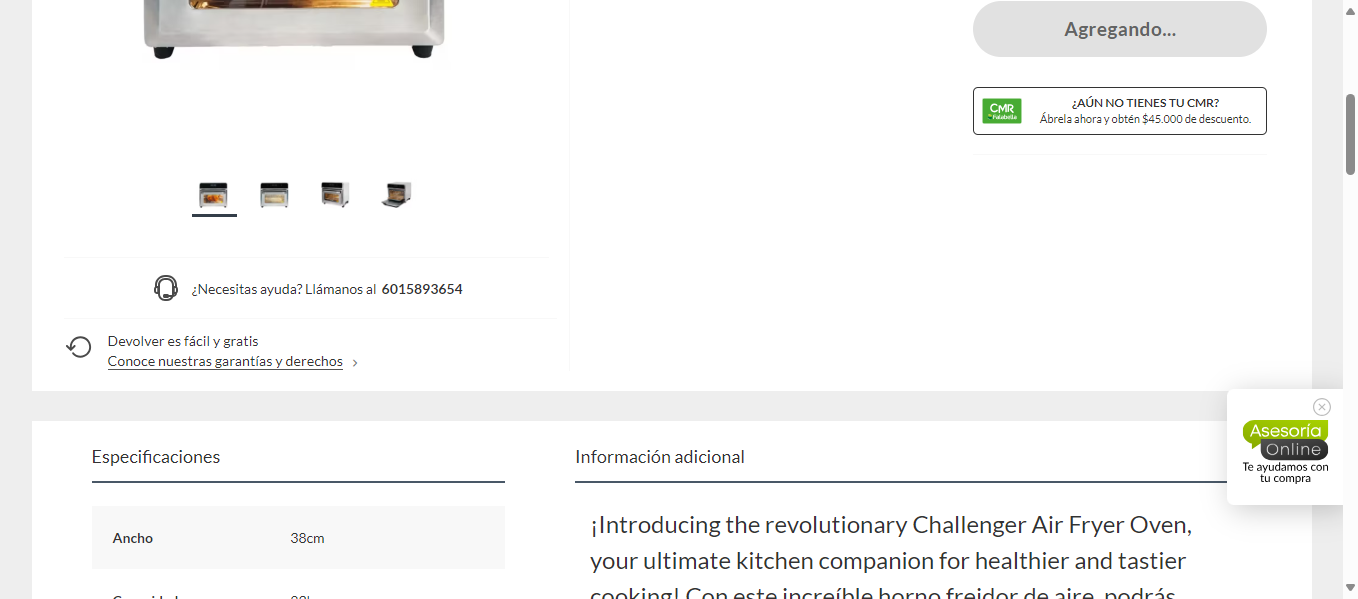 Agregando...
CMR
Falabella
¿AÚN NO TIENES TU CMR?
Ábrela ahora y obtén $45.000 de descuento.
¿Necesitas ayuda? Llámanos al 6015893654
Devolver es fácil y gratis
Conoce nuestras garantías y derechos
Asesoría
Online
Te ayudamos con
tu compra
Especificaciones
Información adicional
Ancho 38cm
¡Introducing the revolutionary Challenger Air Fryer Oven,
your ultimate kitchen companion for healthier and tastier
cooking! Con este increíble horno freidor de aire, podrás